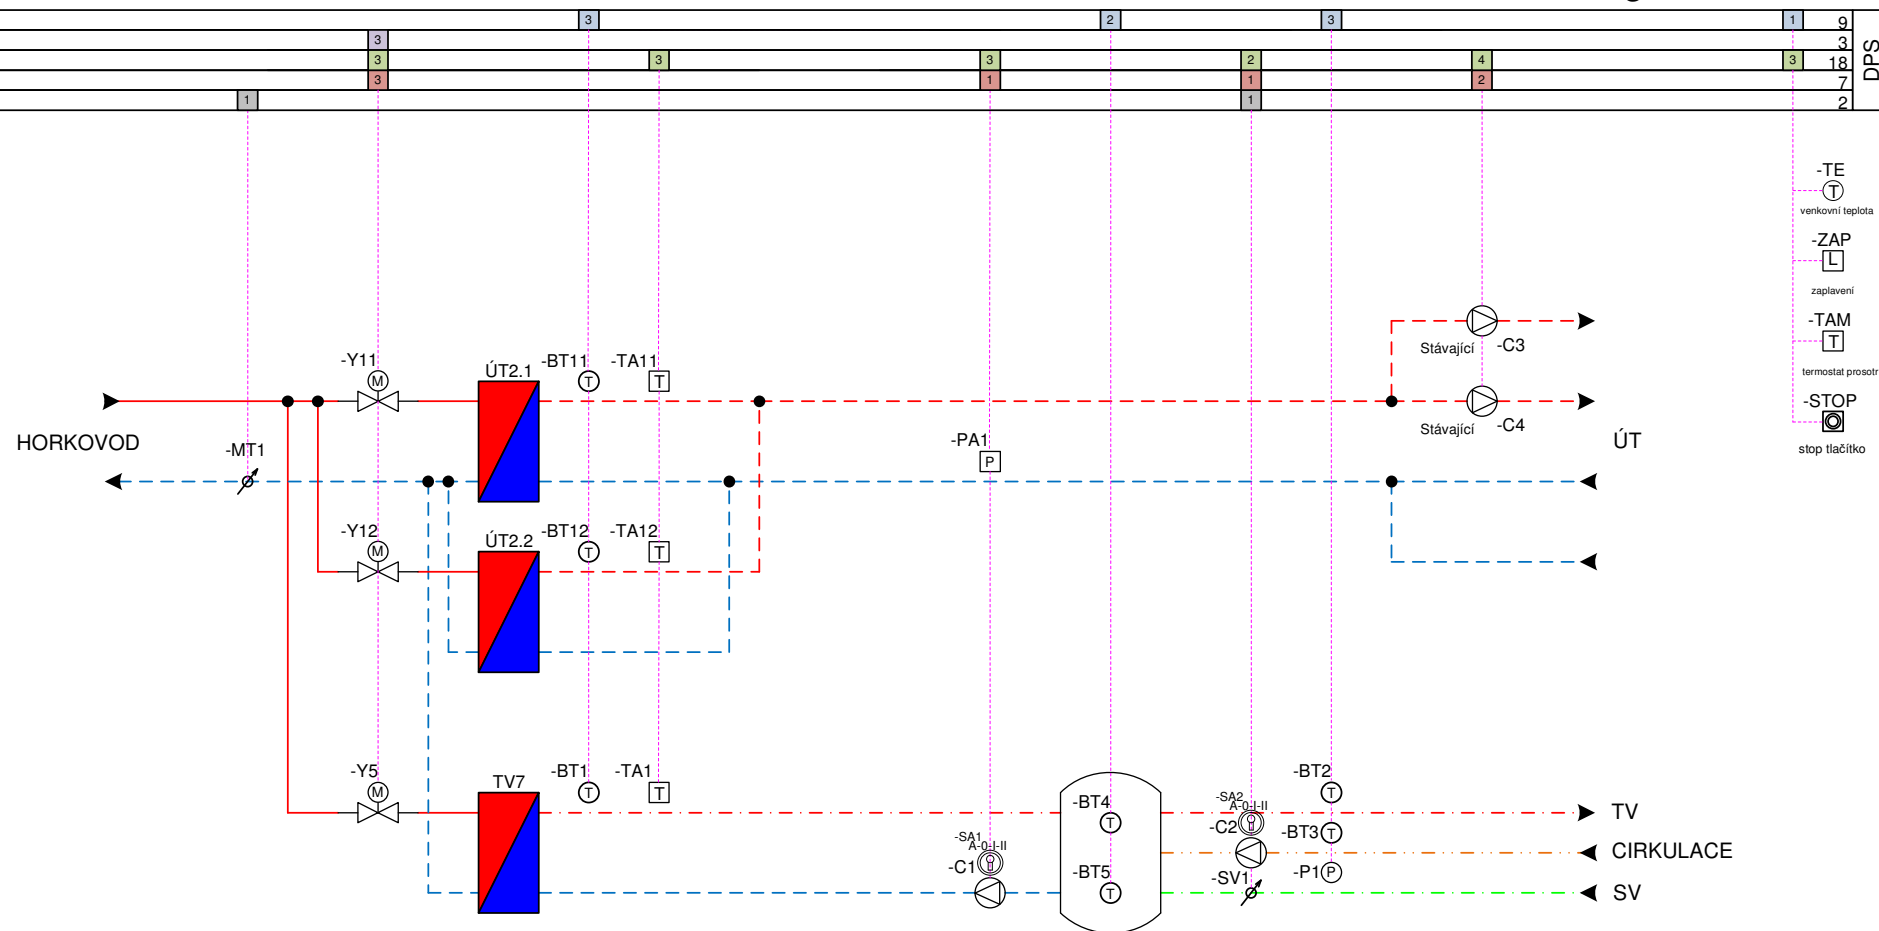 3 2 3 1 9
3 3
3 3 3 2 4 3 18
3 1 1 2 7
1 1 2
DPS
-TE
T
venkovní teplota
-ZAP
L
zaplavení
-TAM
T
termostat prosotr
-STOP
stop tlačítko
-C3
Stávající
-Y11
M
ÚT2.1
-BT11
T
-TA11
T
-C4
Stávající
HORKOVOD
-MT1
-PA1
P
ÚT
-Y12
M
ÚT2.2
-BT12
T
-TA12
T
-Y5
M
TV7
-BT1
T
-TA1
T
-BT4
T
-SA2
A-0-I-II
-C2
-BT2
T
TV
-BT3
T
CIRKULACE
-SA1
A-0-I-II
-C1
-BT5
T
-SV1
-P1
P
SV